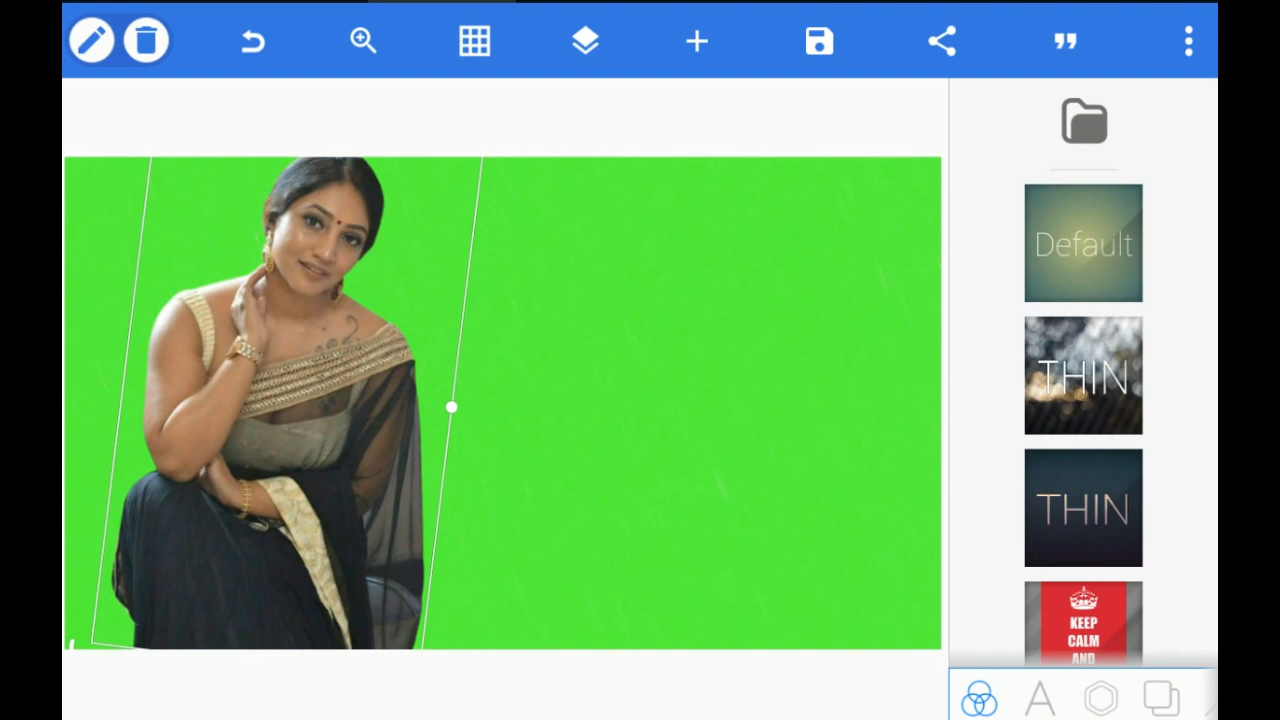 Default
THIN
THIN
KEEP
CALM
AND